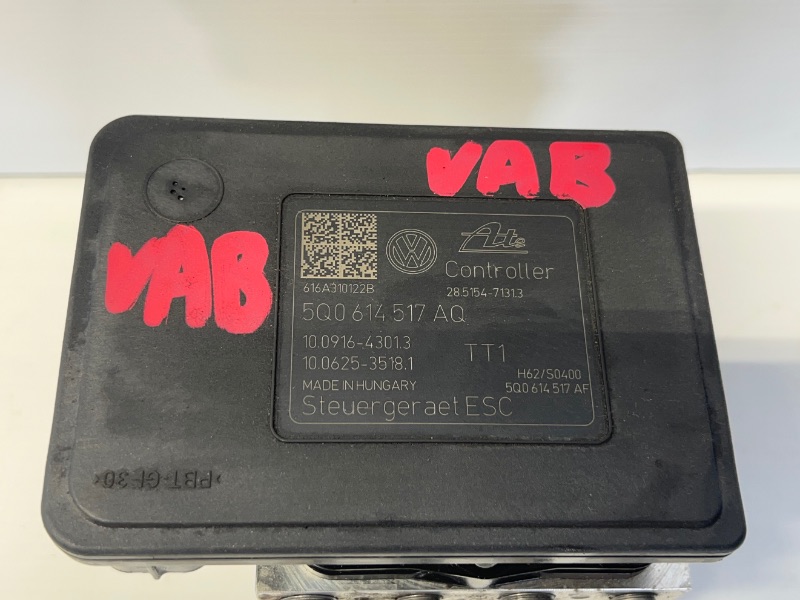 VAB
VAB
VW
Ate
Controller
616A310122B
28.5154-7131.3
5Q0 614 517 AQ
10.0916-4301.3
10.0625-3518.1
TT1
H62/S0400
MADE IN HUNGARY
5Q0 614 517 AF
Steuergeraet ESC
>PBT-GF30<